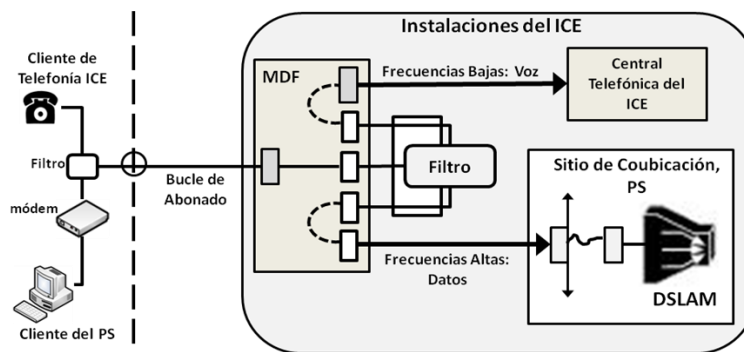 Instalaciones del ICE
Cliente de
Telefonía ICE
MDF
Frecuencias Bajas: Voz
Central
Telefónica del
ICE
Filtro
Bucle de
Abonado
Filtro
módem
Sitio de Coubicación,
PS
Frecuencias Altas:
Datos
DSLAM
Cliente del PS